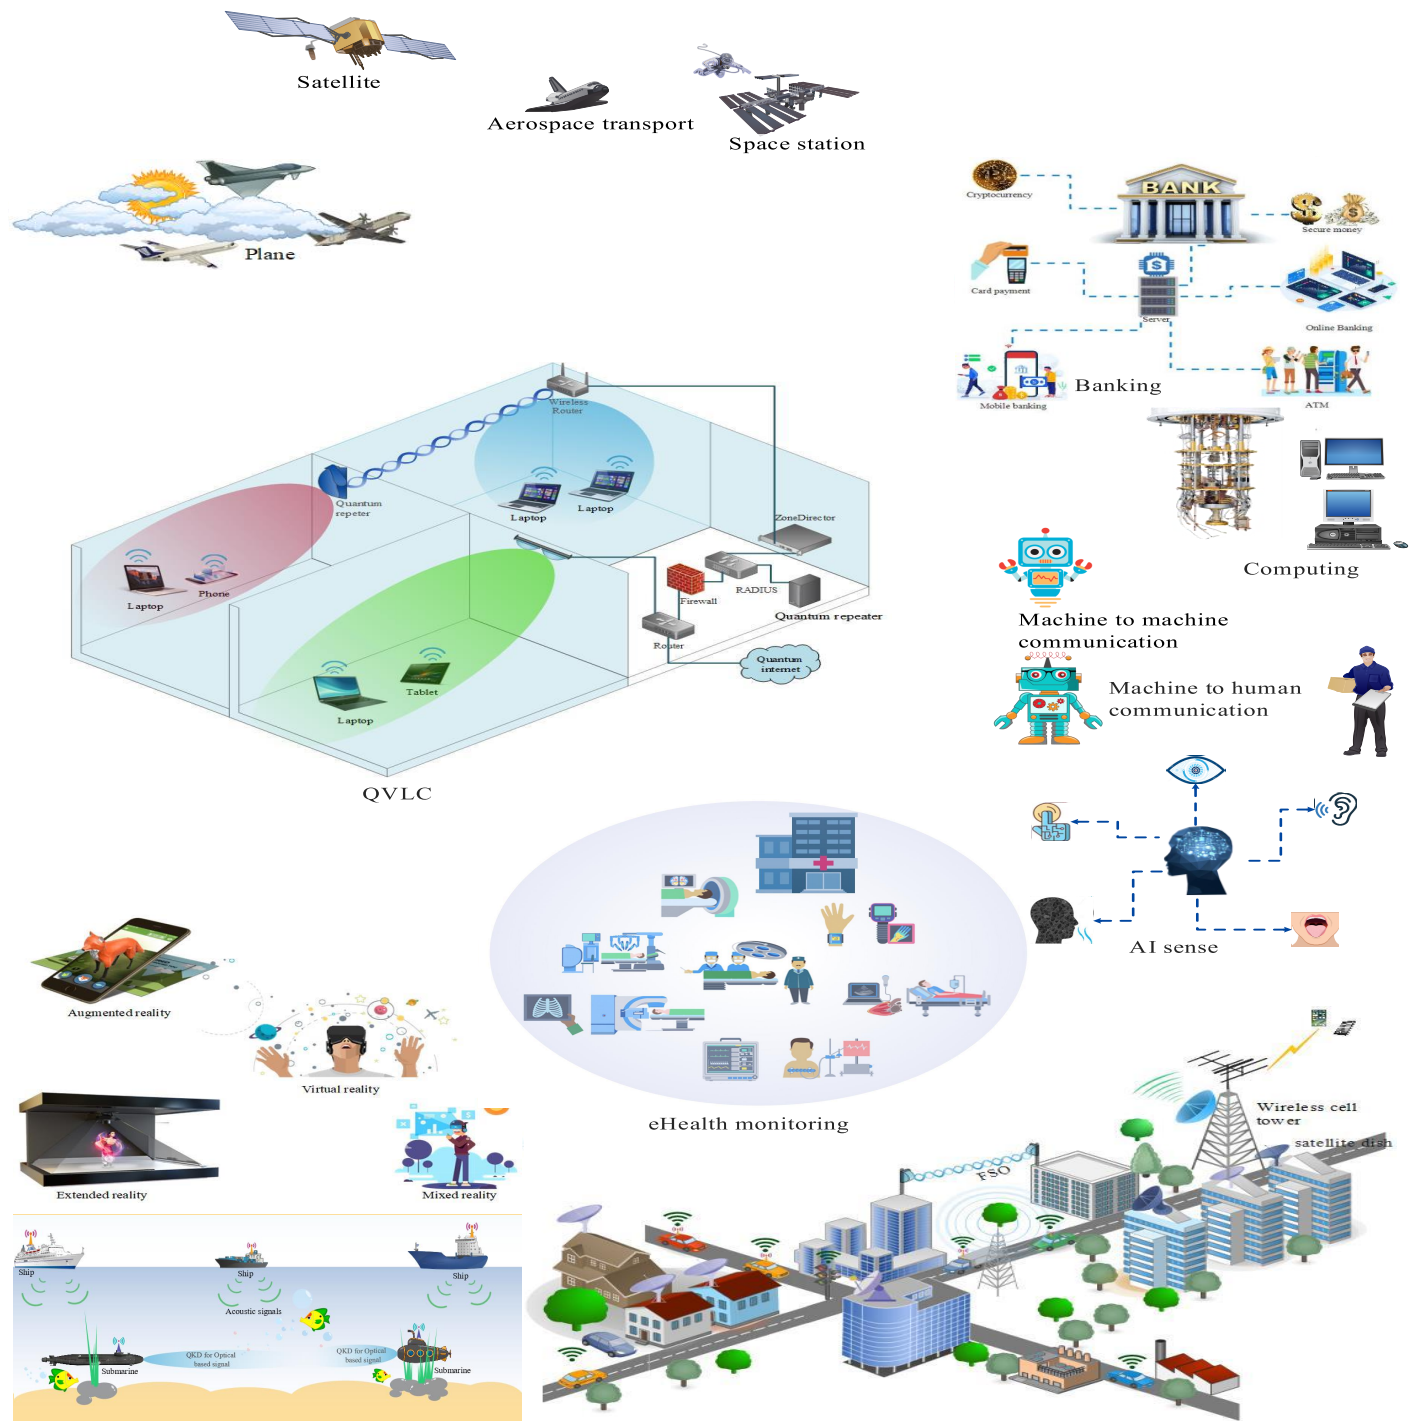 Satellite
Aerospace transport
Space station
Plane
BANK
Cryptocurrency
Secure money
Card payment
Server
Online Banking
Mobile banking
Banking
ATM
Computing
Wireless
Router
Quantum
repeter
Laptop
Laptop
ZoneDirector
Laptop
Phone
Firewall
RADIUS
Quantum repeater
Router
Quantum
internet
Tablet
Laptop
QVLC
Machine to machine
communication
Machine to human
communication
AI sense
Augmented reality
Virtual reality
Extended reality
Mixed reality
eHealth monitoring
Wireless cell
tower
satellite dish
FSO
Ship
Ship
Ship
Acoustic signals
QKD for Optical
based signal
QKD for Optical
based signal
Submarine
Submarine